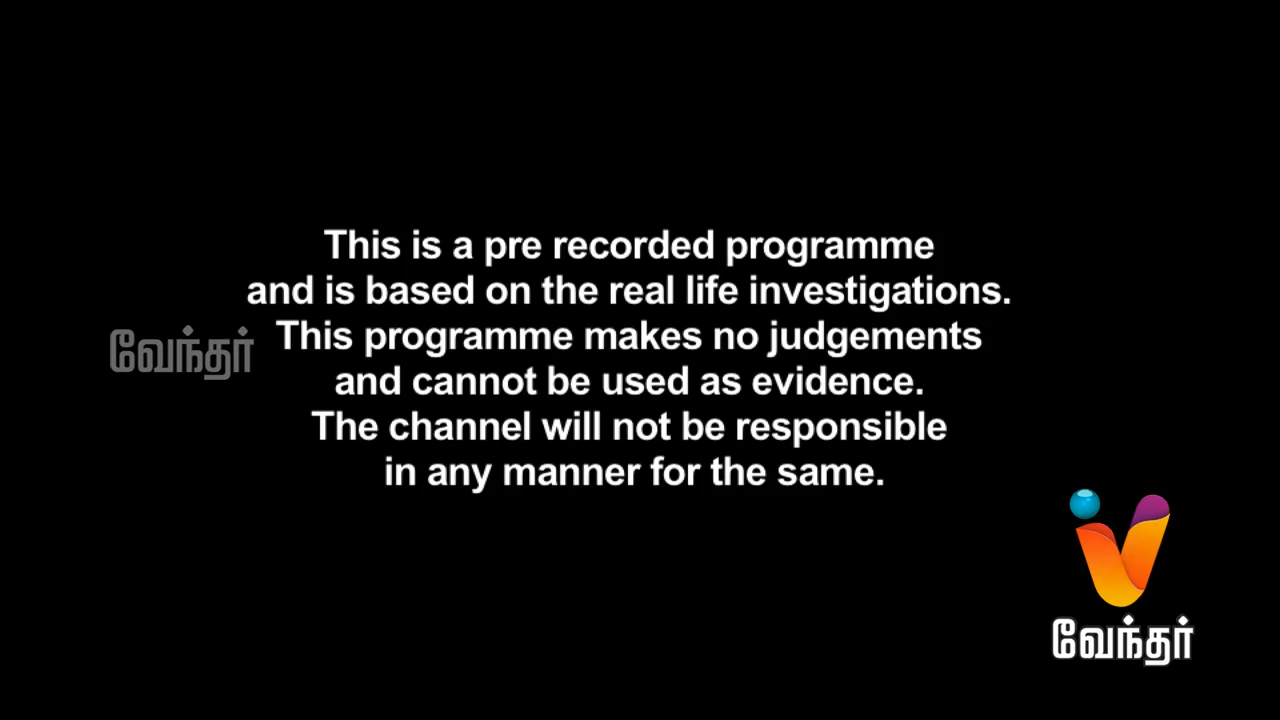 This is a pre recorded programme
and is based on the real life investigations.
வேந்தர்
This programme makes no judgements
and cannot be used as evidence.
The channel will not be responsible
in any manner for the same.
வேந்தர்